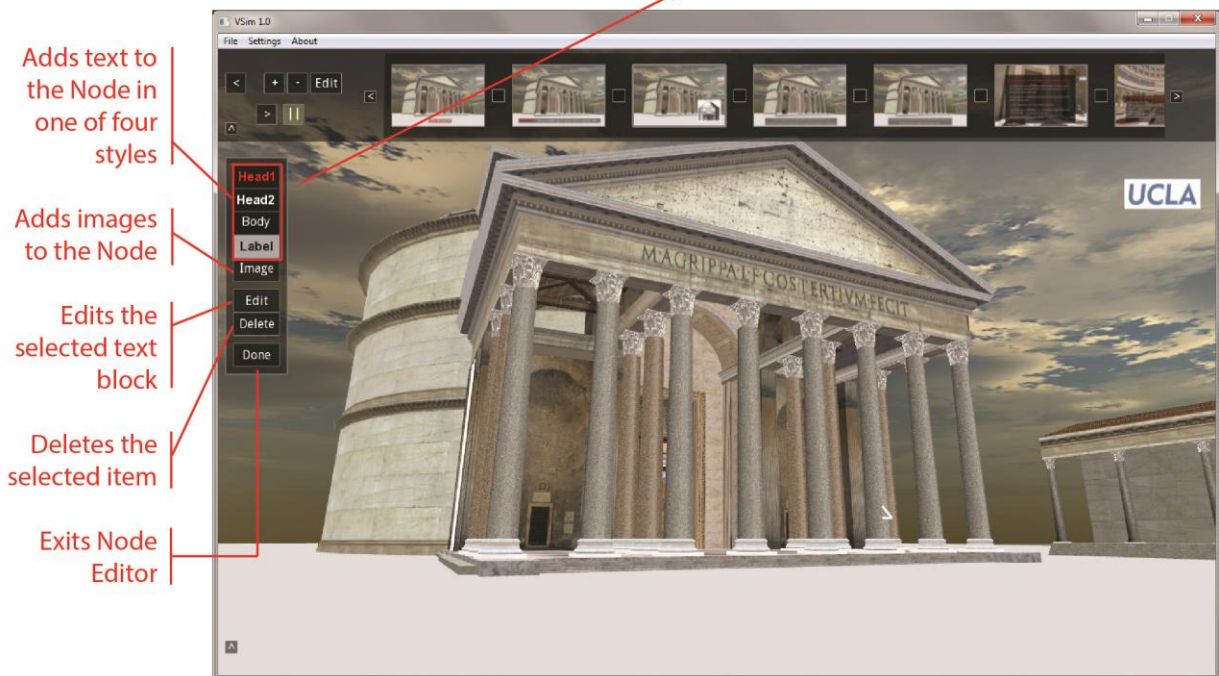 VSim 1.0
File Settings About
< + - Edit
> ||
<
>
^
Adds text to
the Node in
one of four
styles
Head1
Head2
Body
Label
Image
Edit
Delete
Done
Adds images
to the Node
Edits the
selected text
block
Deletes the
selected item
Exits Node
Editor
UCLA
M·AGRIPPA·L·F·COS·TERTIVM·FECIT
^